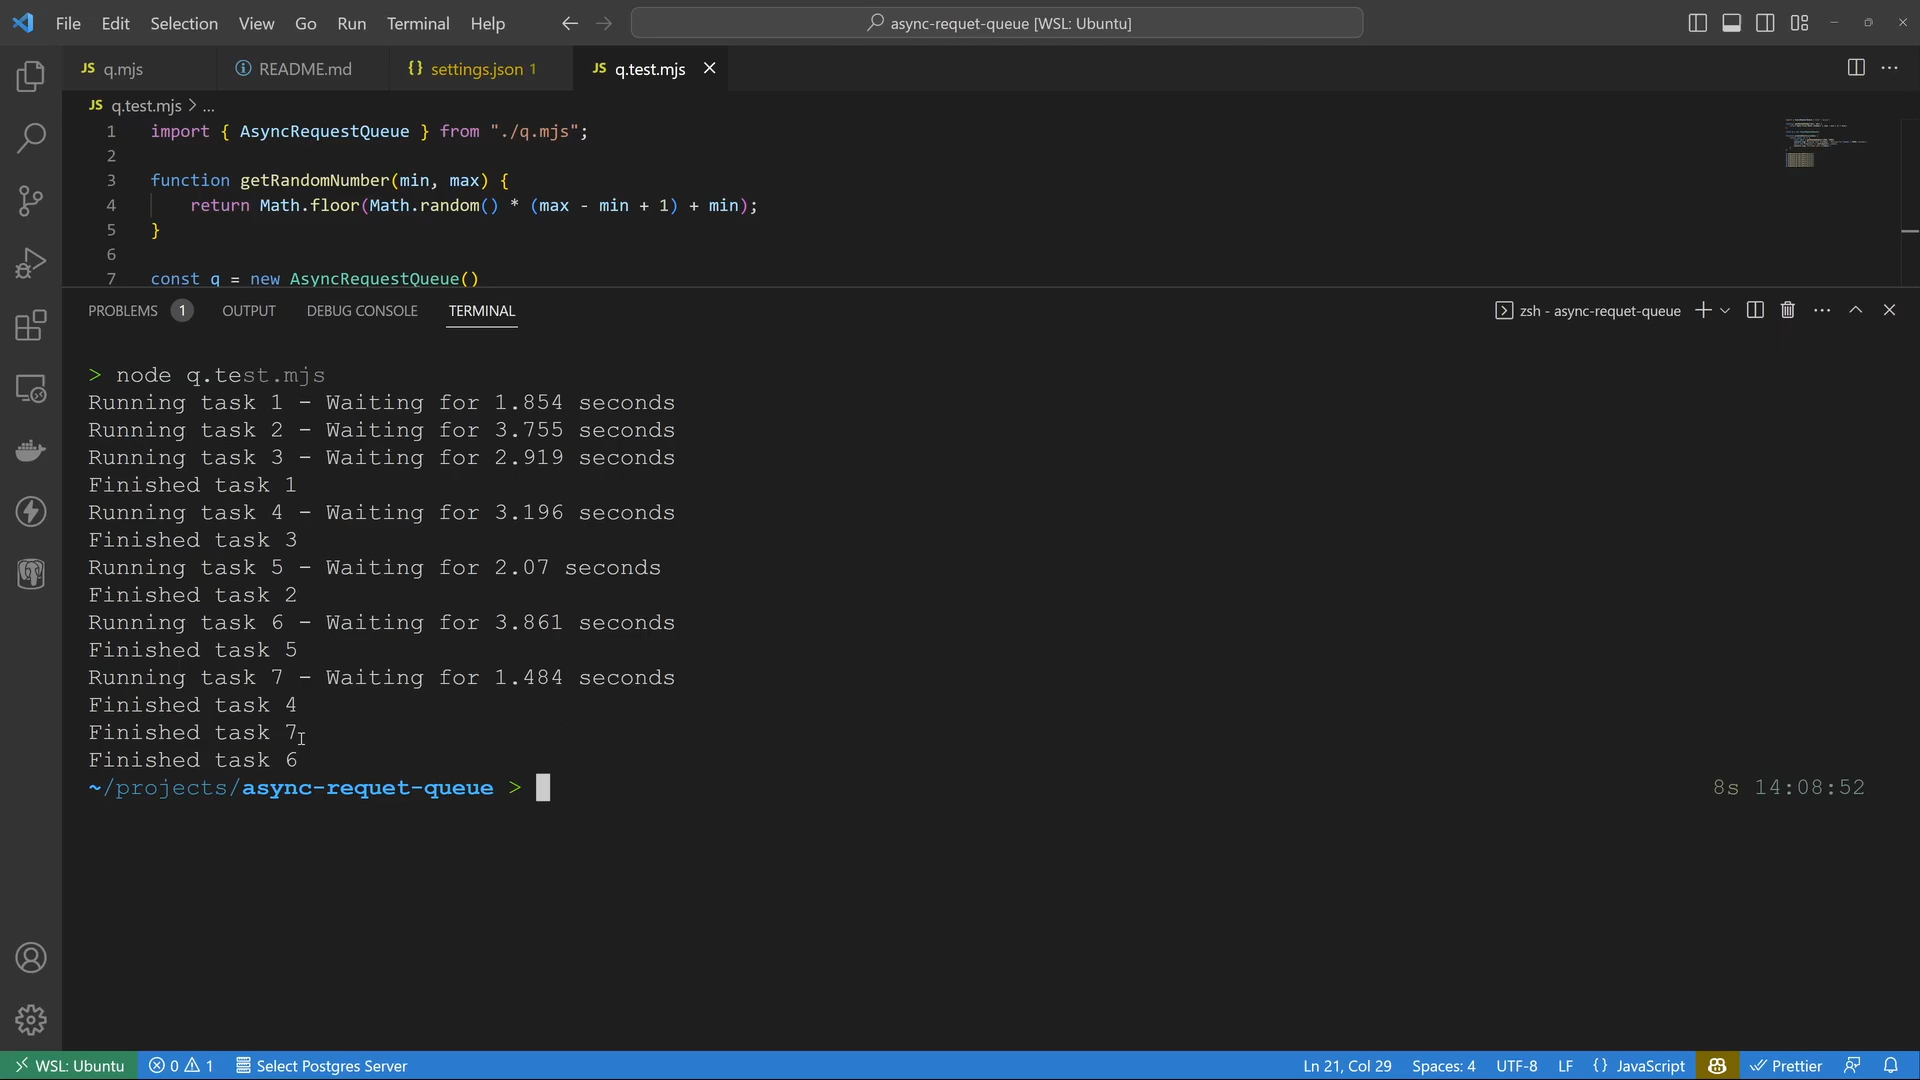 File Edit Selection View Go Run Terminal Help async-requet-queue [WSL: Ubuntu]
JS q.mjs README.md {} settings.json 1 JS q.test.mjs
JS q.test.mjs > ...
1 import { AsyncRequestQueue } from "./q.mjs";
2
3 function getRandomNumber(min, max) {
4 return Math.floor(Math.random() * (max - min + 1) + min);
5 }
6
7 const q = new AsyncRequestQueue()
PROBLEMS 1 OUTPUT DEBUG CONSOLE TERMINAL zsh - async-requet-queue
> node q.test.mjs
Running task 1 - Waiting for 1.854 seconds
Running task 2 - Waiting for 3.755 seconds
Running task 3 - Waiting for 2.919 seconds
Finished task 1
Running task 4 - Waiting for 3.196 seconds
Finished task 3
Running task 5 - Waiting for 2.07 seconds
Finished task 2
Running task 6 - Waiting for 3.861 seconds
Finished task 5
Running task 7 - Waiting for 1.484 seconds
Finished task 4
Finished task 7
Finished task 6
~/projects/async-requet-queue > 8s 14:08:52
WSL: Ubuntu 0 1 Select Postgres Server Ln 21, Col 29 Spaces: 4 UTF-8 LF {} JavaScript Prettier